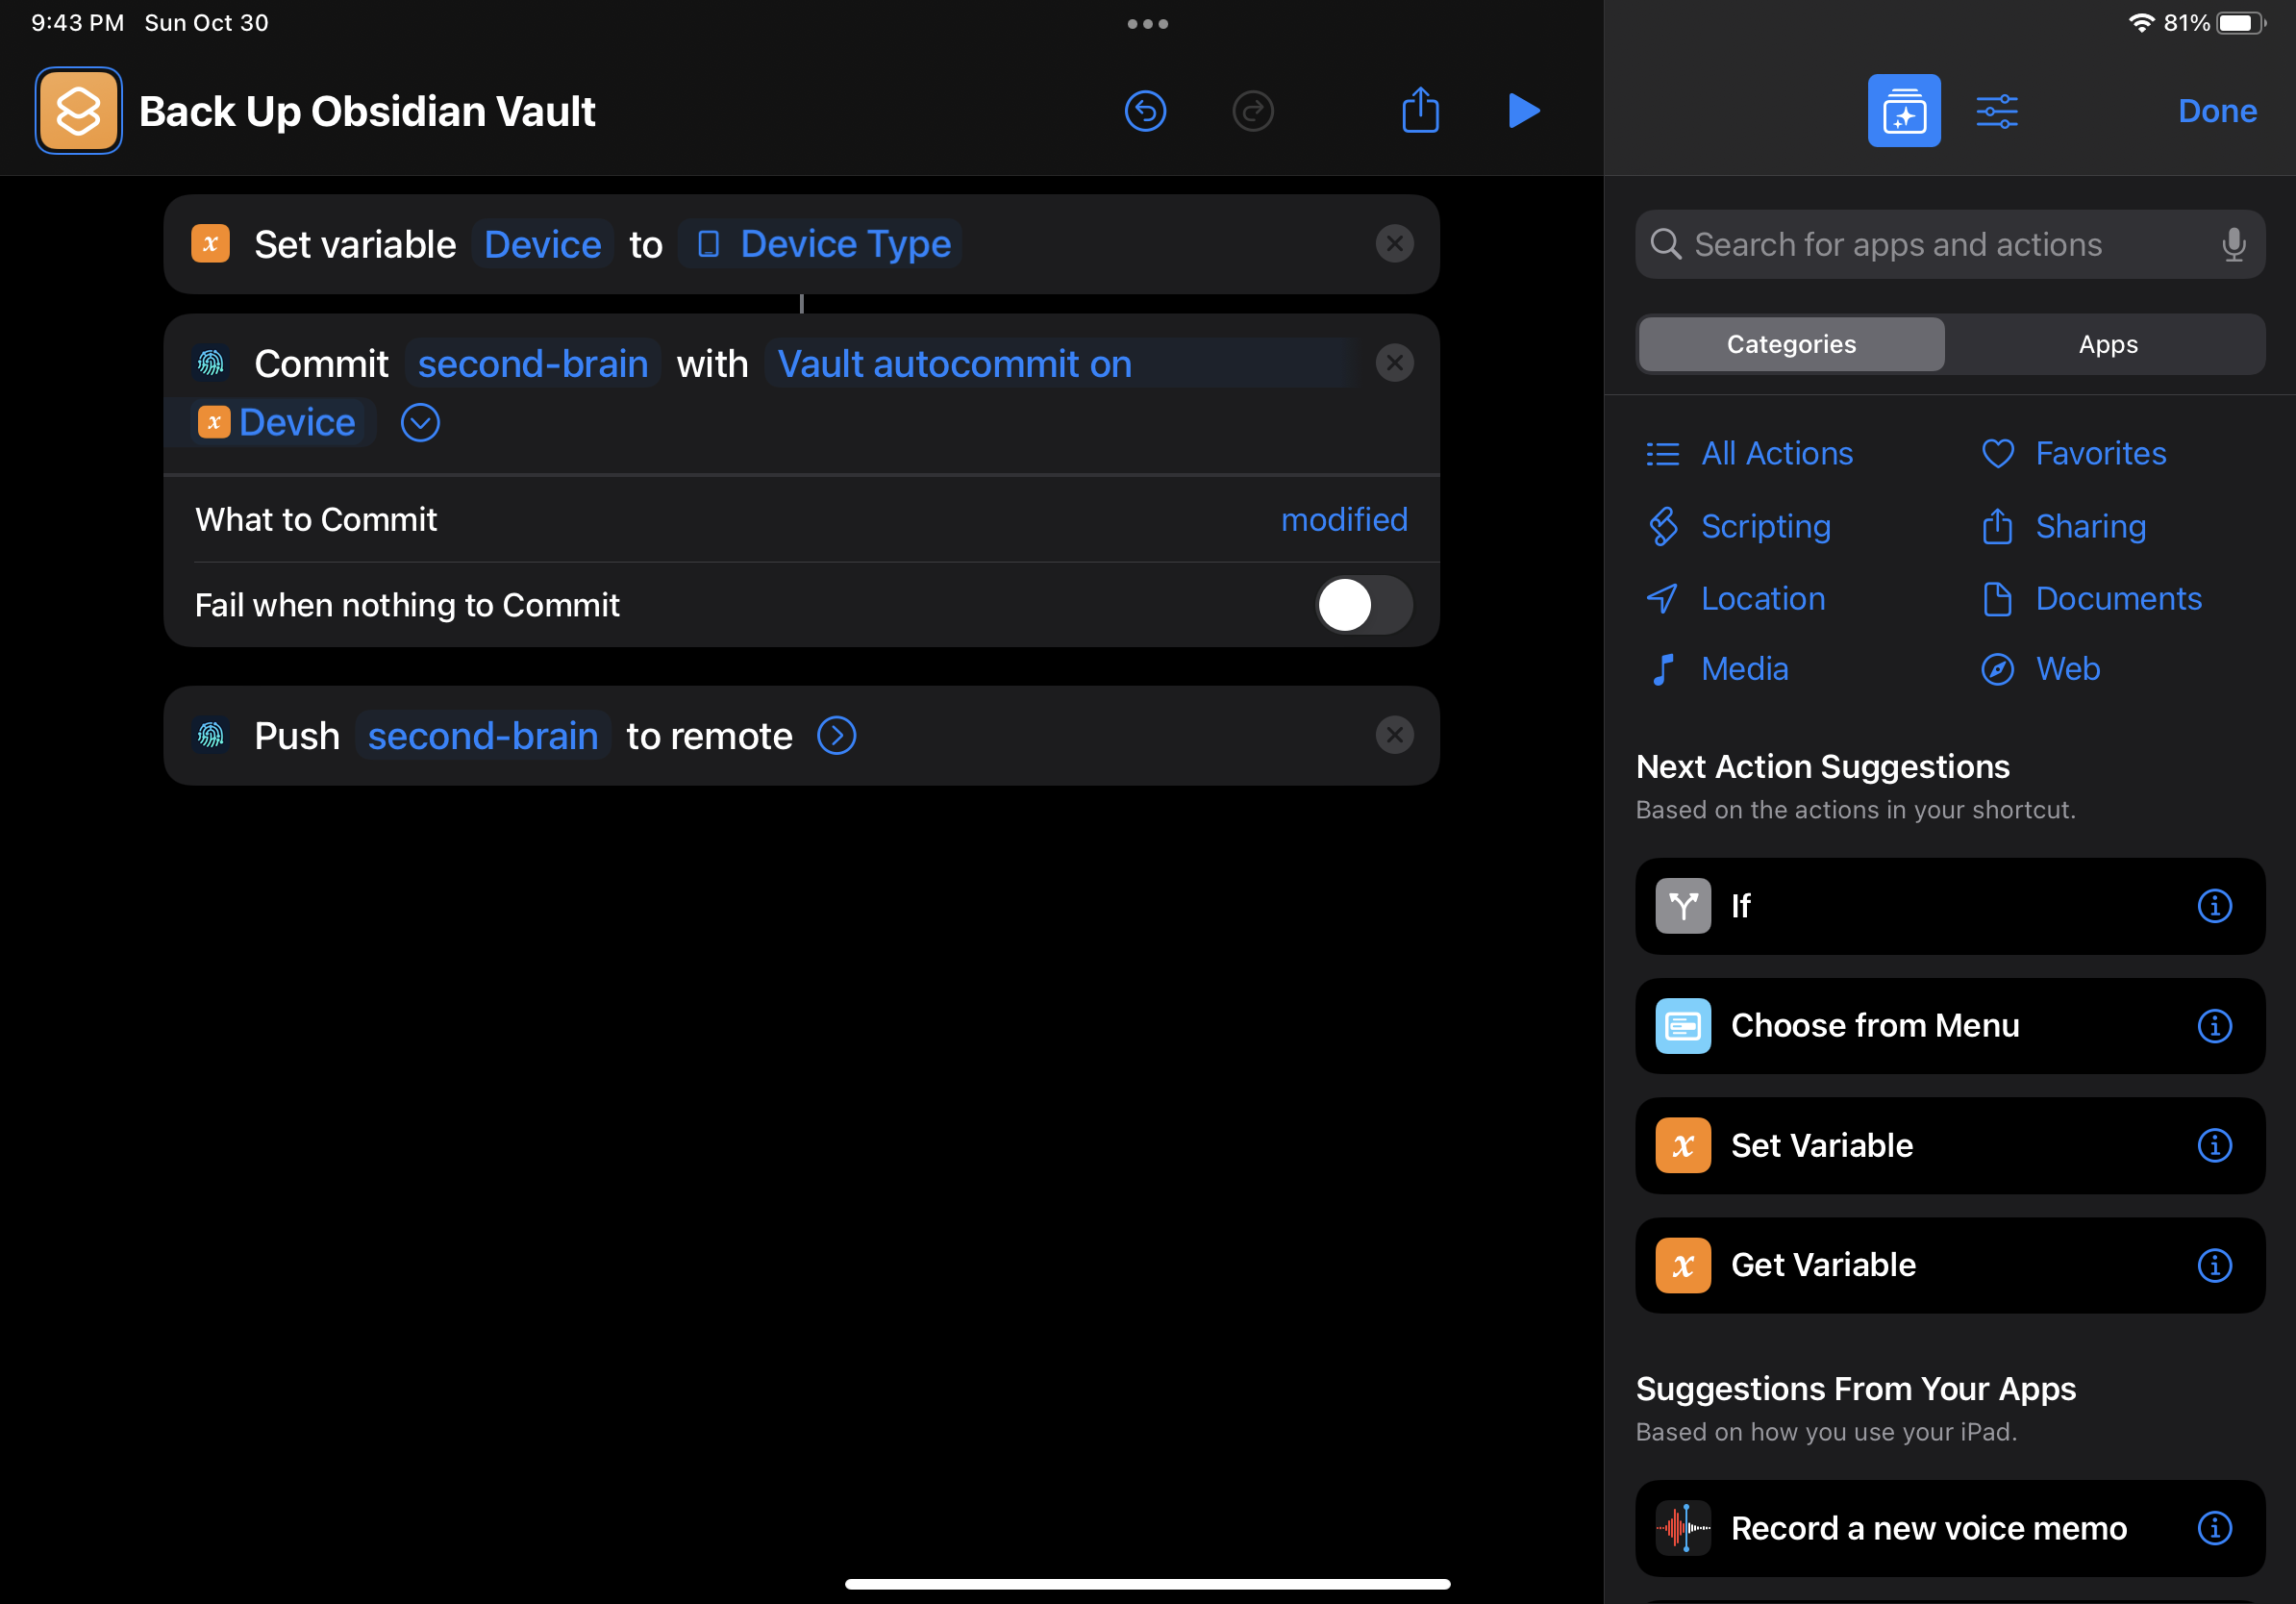 9:43 PM Sun Oct 30
81%
Back Up Obsidian Vault
Done
Set variable Device to Device Type
Commit second-brain with Vault autocommit on
Device
What to Commit modified
Fail when nothing to Commit
Push second-brain to remote
Search for apps and actions
Categories Apps
All Actions Favorites
Scripting Sharing
Location Documents
Media Web
Next Action Suggestions
Based on the actions in your shortcut.
If
Choose from Menu
Set Variable
Get Variable
Suggestions From Your Apps
Based on how you use your iPad.
Record a new voice memo